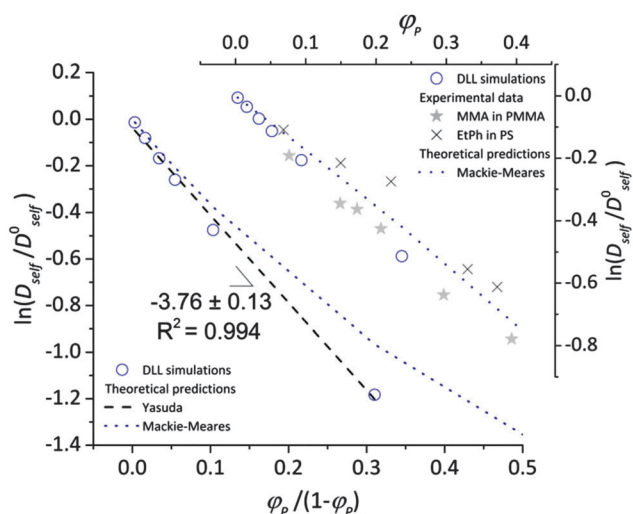 φₚ
0.0 0.1 0.2 0.3 0.4
0.2
0.0
-0.2
-0.4
-0.6
-0.8
-1.0
-1.2
-1.4
ln(D_self/D⁰_self)
DLL simulations
Experimental data
MMA in PMMA
EtPh in PS
Theoretical predictions
Mackie-Meares
0.0
-0.2
-0.4
-0.6
-0.8
ln(D_self/D⁰_self)
-3.76 ± 0.13
R² = 0.994
DLL simulations
Theoretical predictions
Yasuda
Mackie-Meares
0.0 0.1 0.2 0.3 0.4 0.5
φₚ/(1-φₚ)